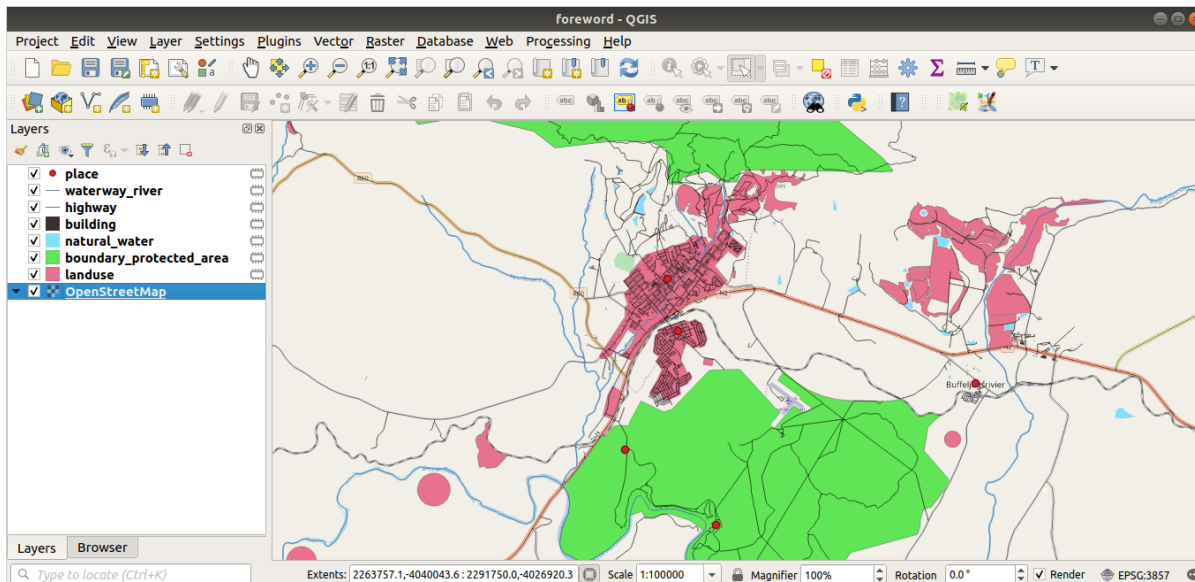 foreword - QGIS
Project Edit View Layer Settings Plugins Vector Raster Database Web Processing Help
Layers
place
waterway_river
highway
building
natural_water
boundary_protected_area
landuse
OpenStreetMap
R60
R60
N2
Layers Browser
Type to locate (Ctrl+K)
Extents: 2263757.1,-4040043.6 : 2291750.0,-4026920.3 Scale 1:100000 Magnifier 100% Rotation 0.0° Render EPSG:3857